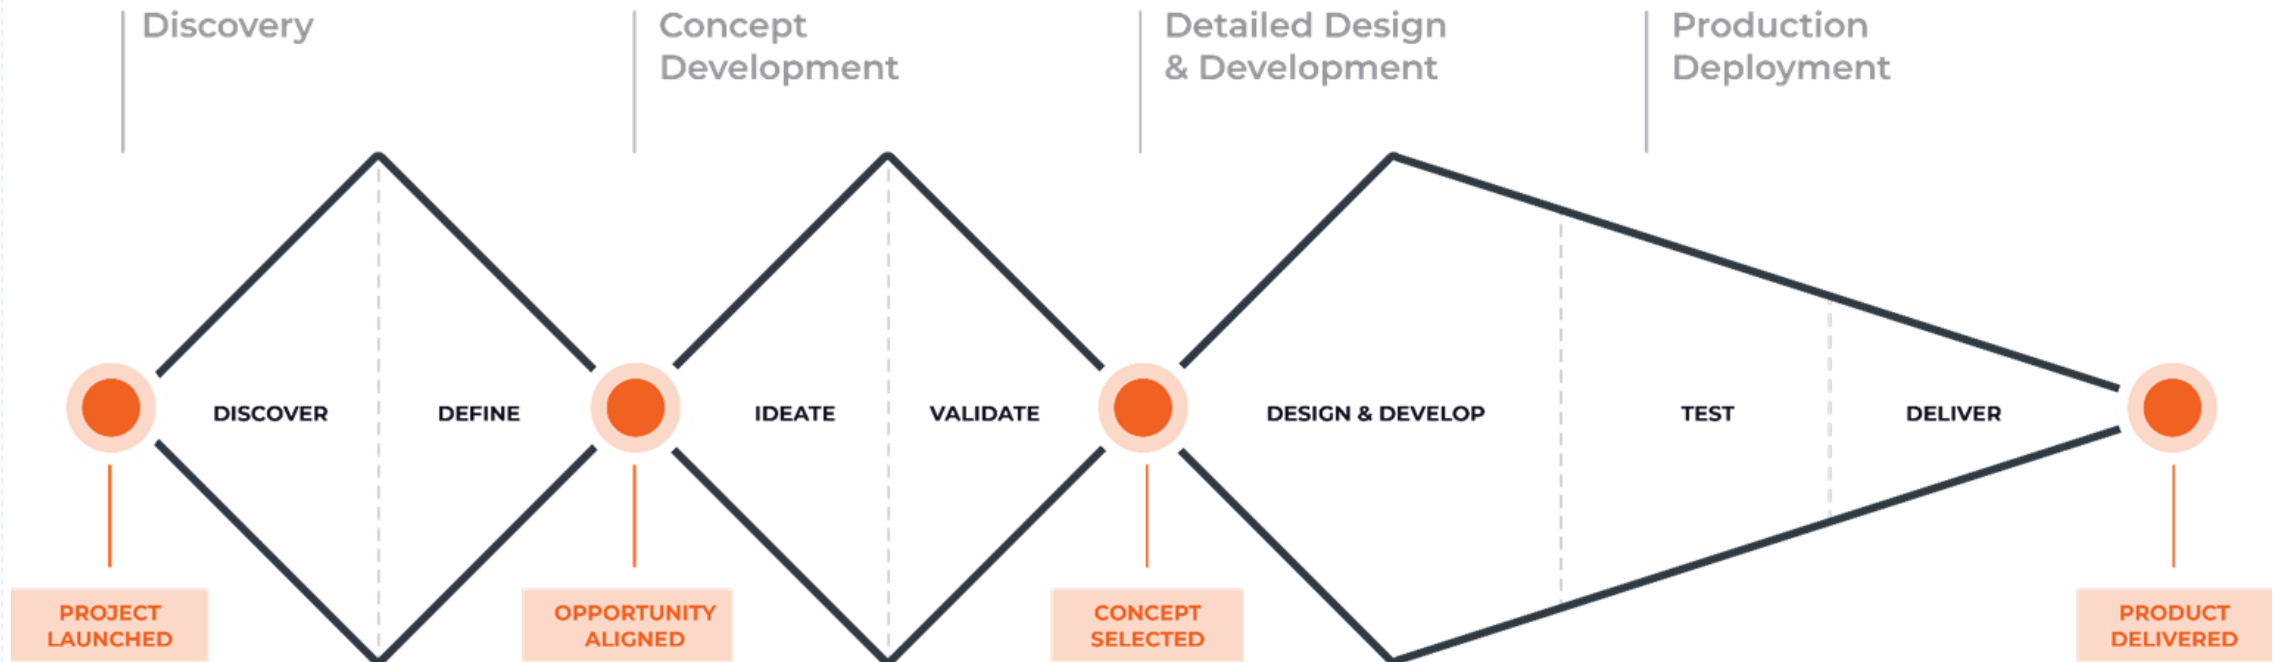 Discovery
Concept
Development
Detailed Design
& Development
Production
Deployment
DISCOVER
DEFINE
IDEATE
VALIDATE
DESIGN & DEVELOP
TEST
DELIVER
PROJECT
LAUNCHED
OPPORTUNITY
ALIGNED
CONCEPT
SELECTED
PRODUCT
DELIVERED